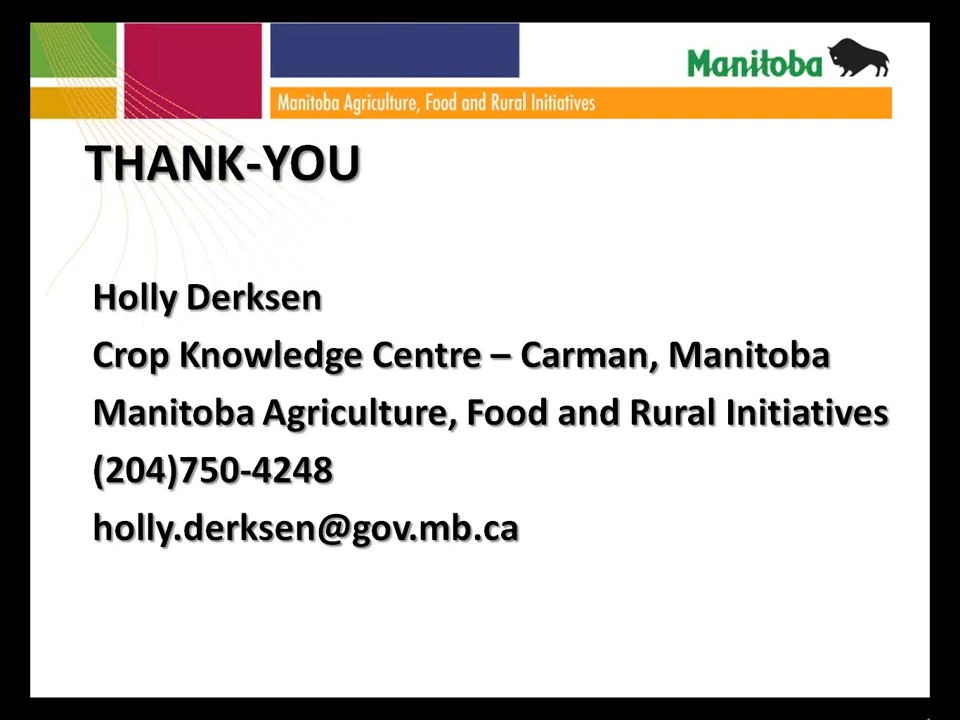 Manitoba
Manitoba Agriculture, Food and Rural Initiatives
THANK-YOU
Holly Derksen
Crop Knowledge Centre – Carman, Manitoba
Manitoba Agriculture, Food and Rural Initiatives
(204)750-4248
holly.derksen@gov.mb.ca